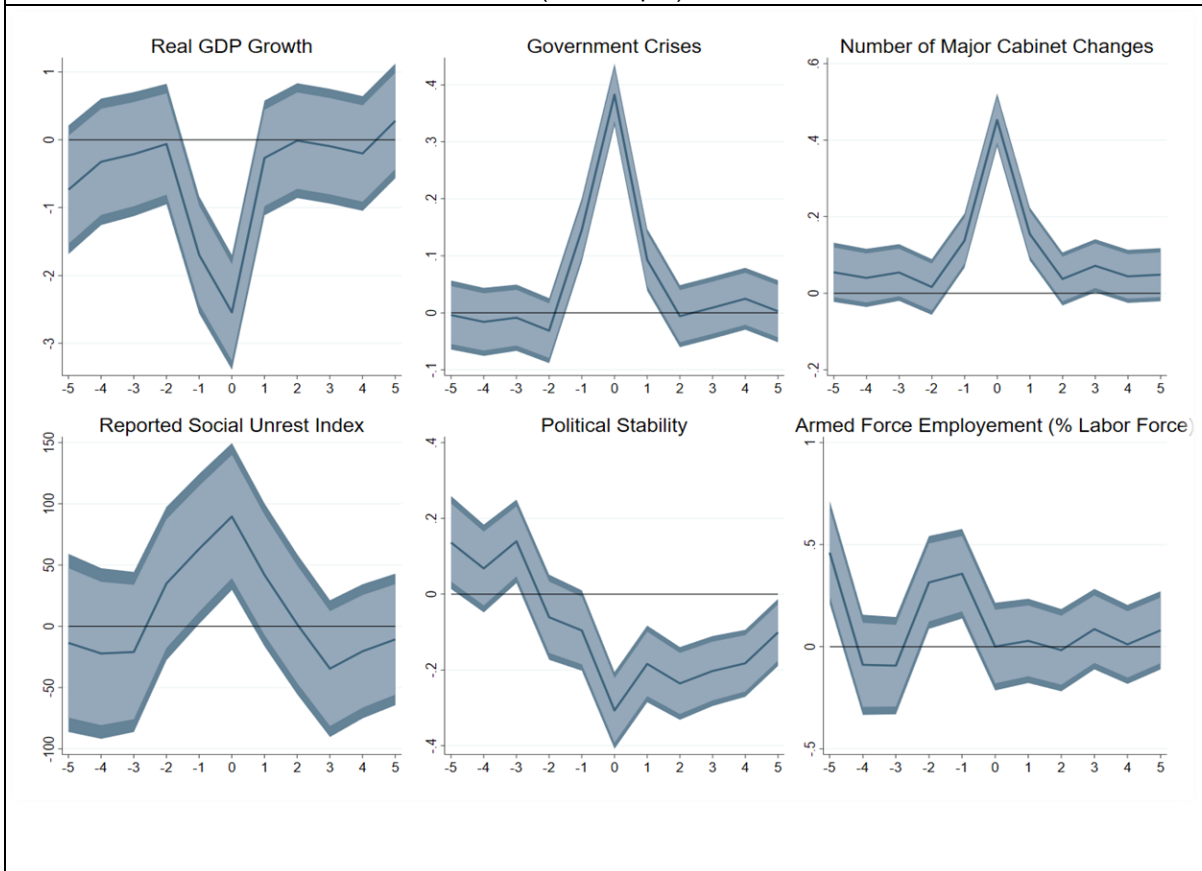 Real GDP Growth
1
0
-1
-2
-3
-5 -4 -3 -2 -1 0 1 2 3 4 5
Government Crises
.4
.3
.2
.1
0
-.1
-5 -4 -3 -2 -1 0 1 2 3 4 5
Number of Major Cabinet Changes
.6
.4
.2
0
-.2
-5 -4 -3 -2 -1 0 1 2 3 4 5
Reported Social Unrest Index
150
100
50
0
-50
-100
-5 -4 -3 -2 -1 0 1 2 3 4 5
Political Stability
.4
.2
0
-.2
-.4
-5 -4 -3 -2 -1 0 1 2 3 4 5
Armed Force Employement (% Labor Force)
1
.5
0
-.5
-5 -4 -3 -2 -1 0 1 2 3 4 5